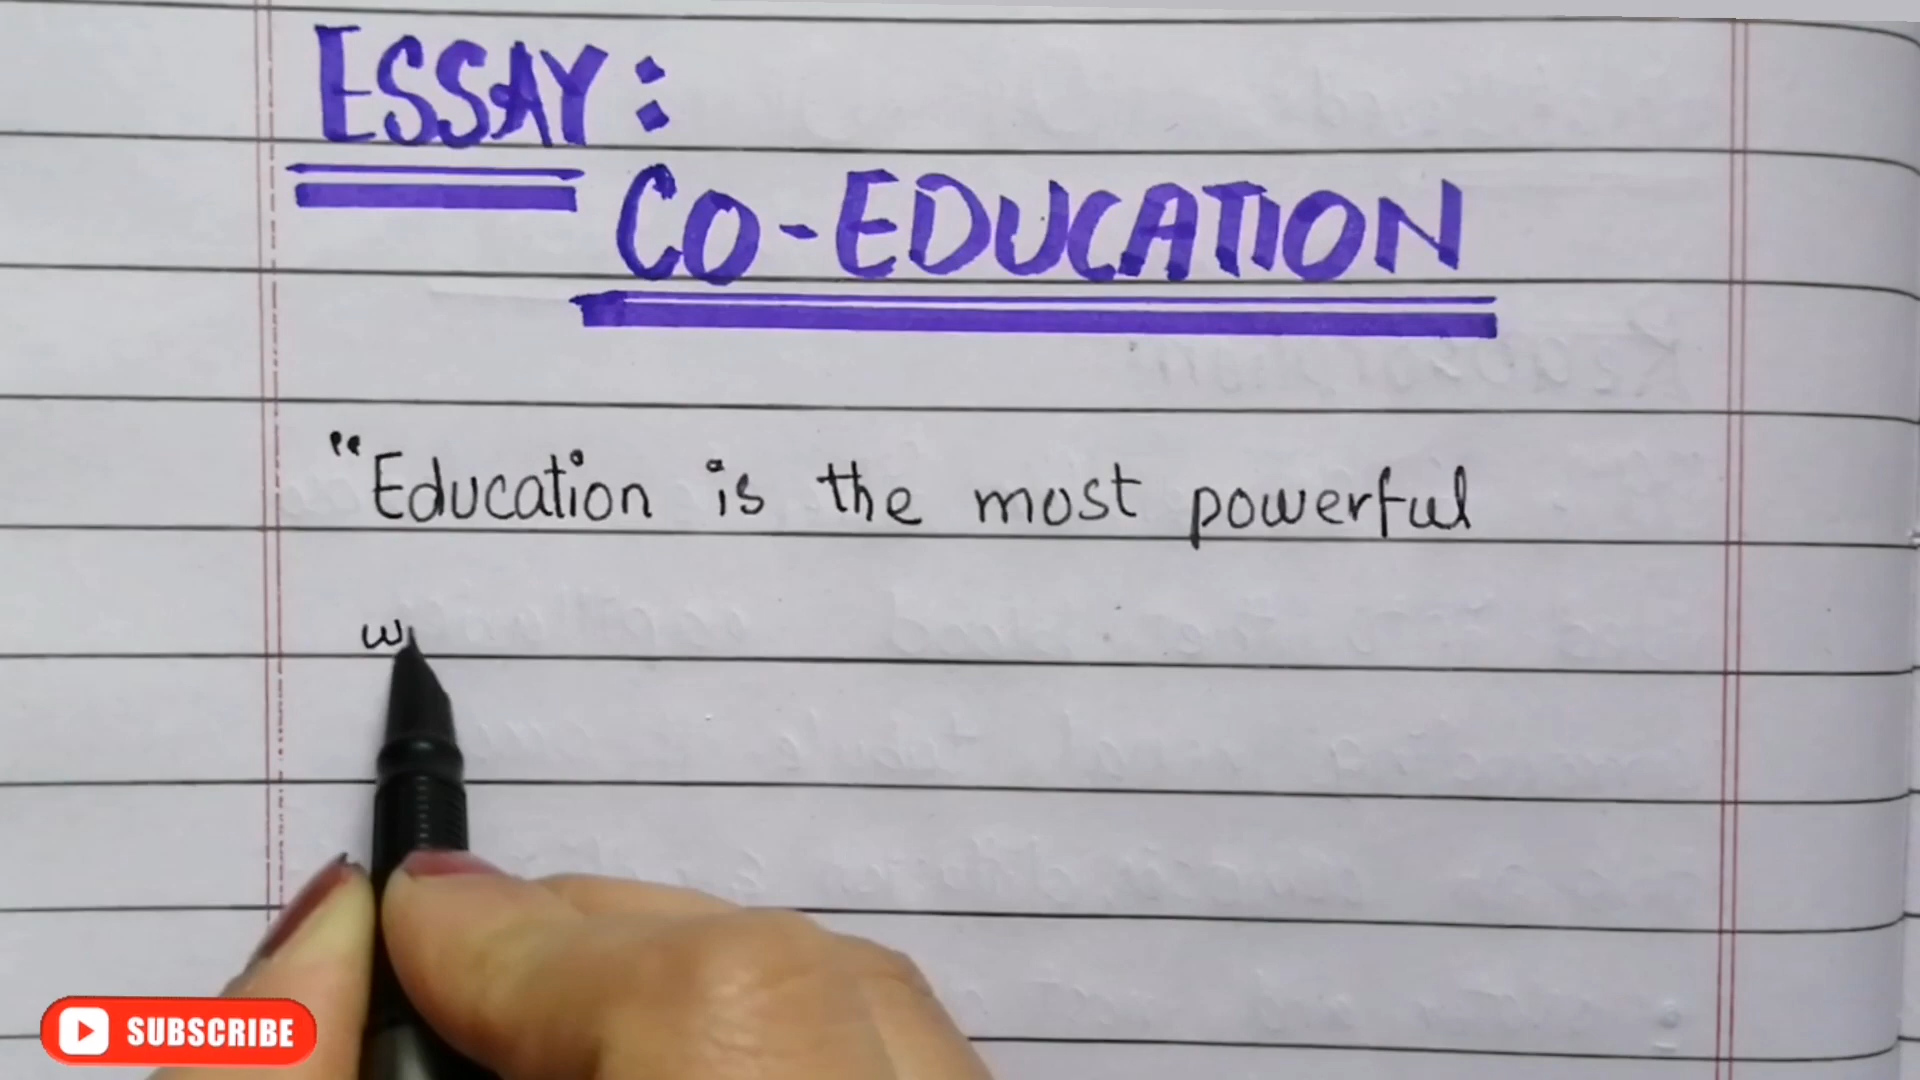 ESSAY:
CO-EDUCATION
"Education is the most powerful
w
SUBSCRIBE